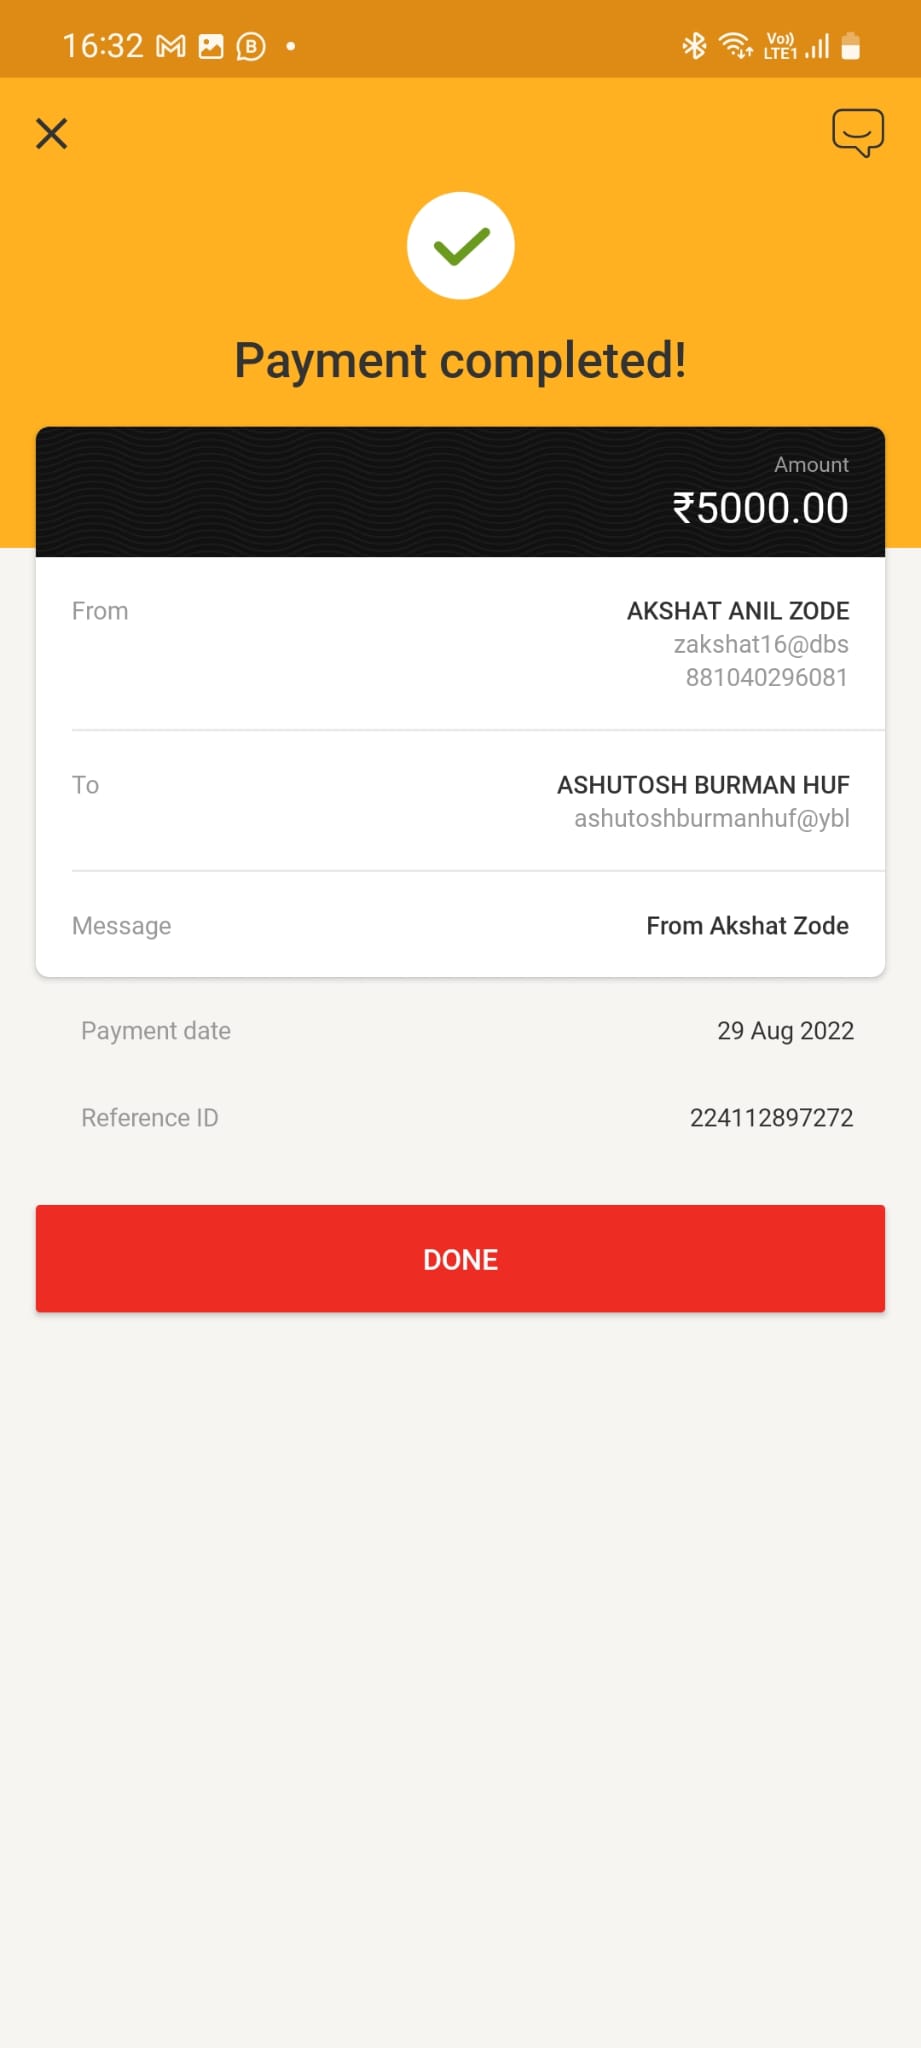 16:32
Vo)) LTE1
Payment completed!
Amount
₹5000.00
From
AKSHAT ANIL ZODE
zakshat16@dbs
881040296081
To
ASHUTOSH BURMAN HUF
ashutoshburmanhuf@ybl
Message
From Akshat Zode
Payment date
29 Aug 2022
Reference ID
224112897272
DONE